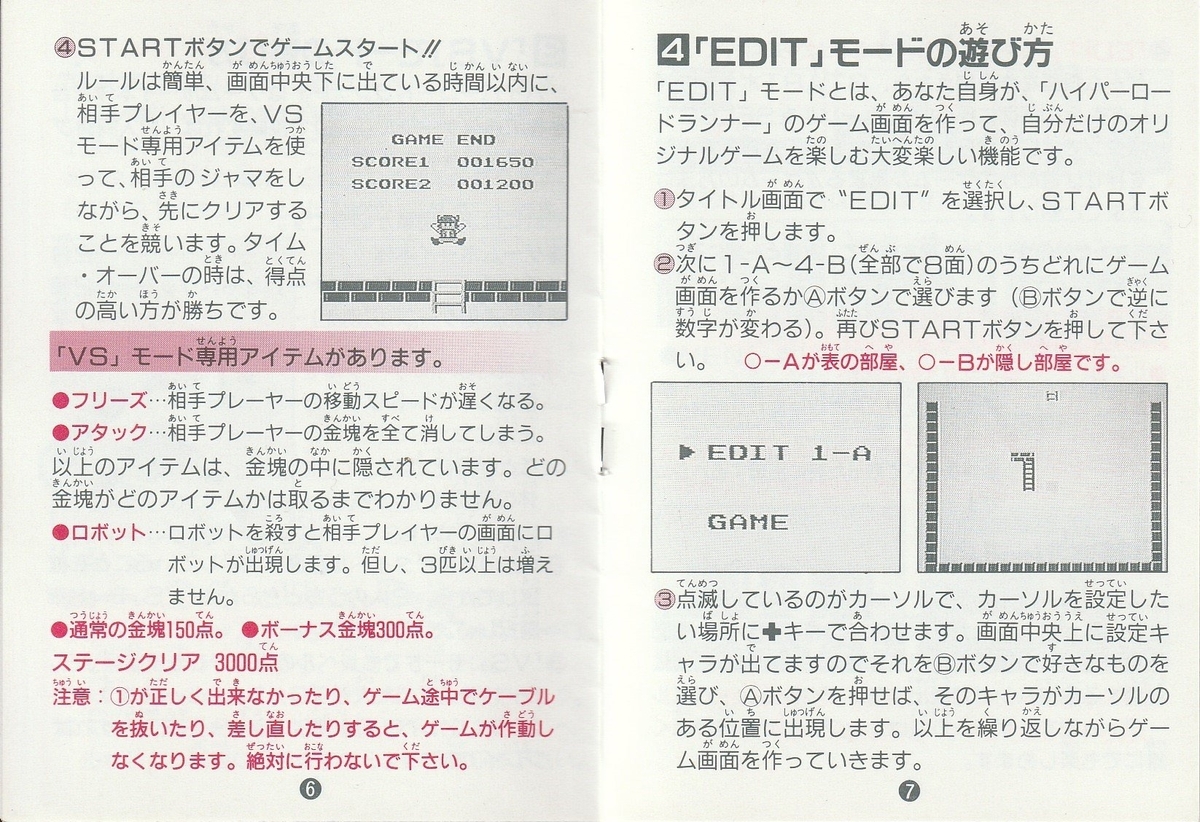 ④STARTボタンでゲームスタート!!
ルールは簡単、画面中央下に出ている時間以内に、
相手プレイヤーを、VS
モード専用アイテムを使
って、相手のジャマをし
ながら、先にクリアする
ことを競います。タイム
・オーバーの時は、得点
の高い方が勝ちです。
GAME END
SCORE1 001650
SCORE2 001200
「VS」モード専用アイテムがあります。
●フリーズ…相手プレーヤーの移動スピードが遅くなる。
●アタック…相手プレーヤーの金塊を全て消してしまう。
以上のアイテムは、金塊の中に隠されています。どの
金塊がどのアイテムかは取るまでわかりません。
●ロボット…ロボットを殺すと相手プレイヤーの画面にロ
ボットが出現します。但し、3匹以上は増え
ません。
●通常の金塊150点。●ボーナス金塊300点。
ステージクリア 3000点
注意：①が正しく出来なかったり、ゲーム途中でケーブル
を抜いたり、差し直したりすると、ゲームが作動し
なくなります。絶対に行わないで下さい。
6
4「EDIT」モードの遊び方
「EDIT」モードとは、あなた自身が、「ハイパーロー
ドランナー」のゲーム画面を作って、自分だけのオリ
ジナルゲームを楽しむ大変楽しい機能です。
①タイトル画面で“EDIT”を選択し、STARTボ
タンを押します。
②次に1-A～4-B(全部で8面)のうちどれにゲーム
画面を作るかⒶボタンで選びます(Ⓑボタンで逆に
数字が変わる)。再びSTARTボタンを押して下さ
い。 ○-Aが表の部屋、○-Bが隠し部屋です。
▶EDIT 1-A
GAME
③点滅しているのがカーソルで、カーソルを設定した
い場所に✚キーで合わせます。画面中央上に設定キ
ャラが出てますのでそれをⒷボタンで好きなものを
選び、Ⓐボタンを押せば、そのキャラがカーソルの
ある位置に出現します。以上を繰り返しながらゲー
ム画面を作っていきます。
7